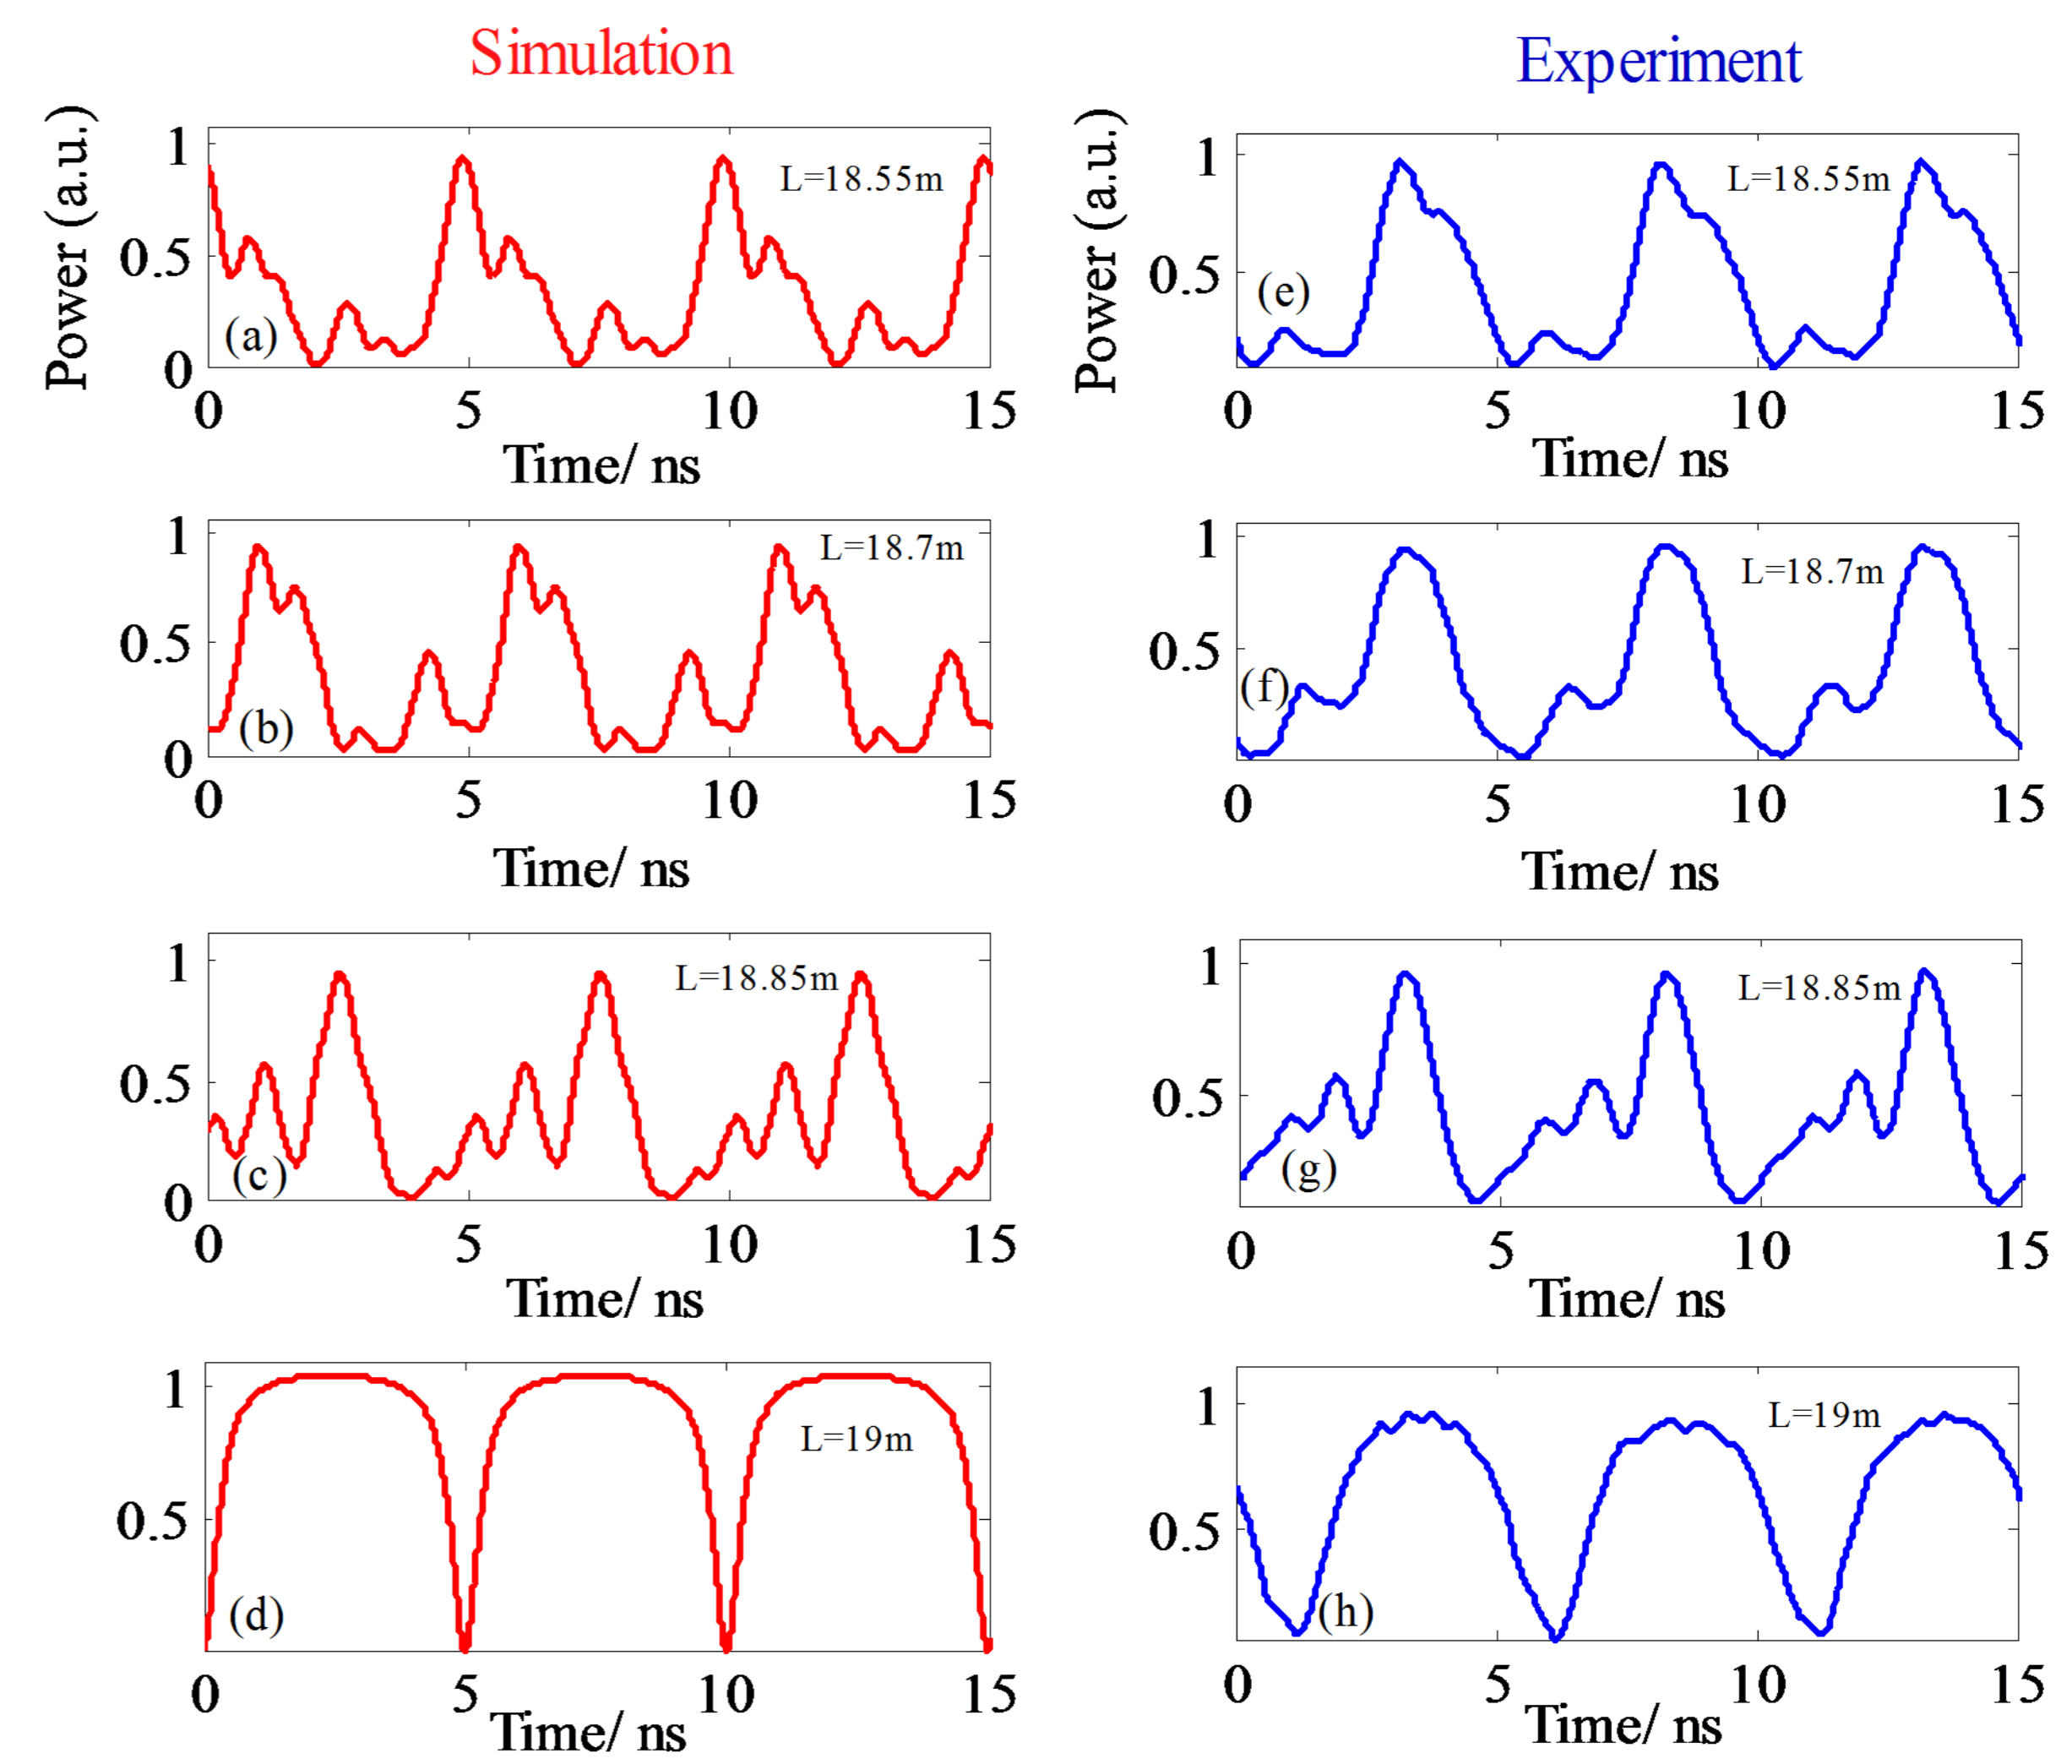 Simulation
Experiment
Power (a.u.)
1
0.5
0
L=18.55m
(a)
0 5 10 15
Time/ ns
Power (a.u.)
1
0.5
L=18.55m
(e)
0 5 10 15
Time/ ns
1
0.5
0
L=18.7m
(b)
0 5 10 15
Time/ ns
1
0.5
L=18.7m
(f)
0 5 10 15
Time/ ns
1
0.5
0
L=18.85m
(c)
0 5 10 15
Time/ ns
1
0.5
L=18.85m
(g)
0 5 10 15
Time/ ns
1
0.5
L=19m
(d)
0 5 10 15
Time/ ns
1
0.5
L=19m
(h)
0 5 10 15
Time/ ns